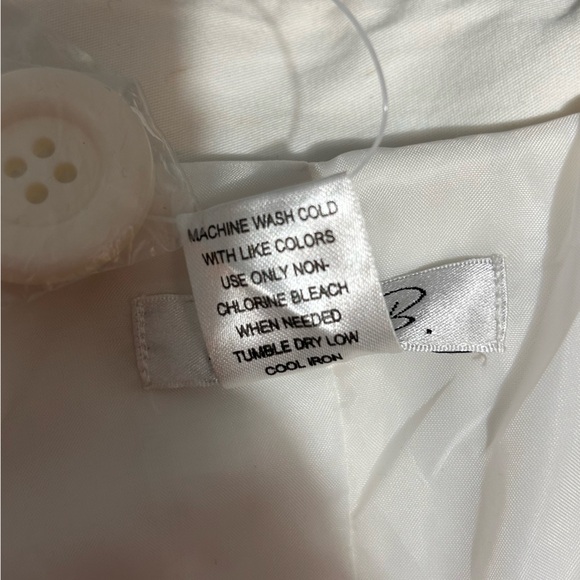 MACHINE WASH COLD
WITH LIKE COLORS
USE ONLY NON-
CHLORINE BLEACH
WHEN NEEDED
TUMBLE DRY LOW
COOL IRON
B.